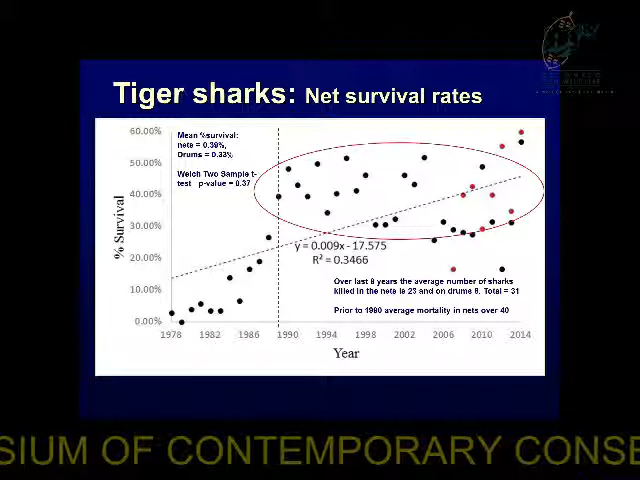 Tiger sharks: Net survival rates
60.00%
50.00%
40.00%
30.00%
20.00%
10.00%
0.00%
% Survival
Mean %survival:
nets = 0.39%,
Drums = 0.33%
Welch Two Sample t-
test p-value = 0.37
y = 0.009x - 17.575
R² = 0.3466
Over last 8 years the average number of sharks
killed in the nets is 23 and on drums 8. Total = 31
Prior to 1990 average mortality in nets over 40
1978 1982 1986 1990 1994 1998 2002 2006 2010 2014
Year
SIUM OF CONTEMPORARY CONSE